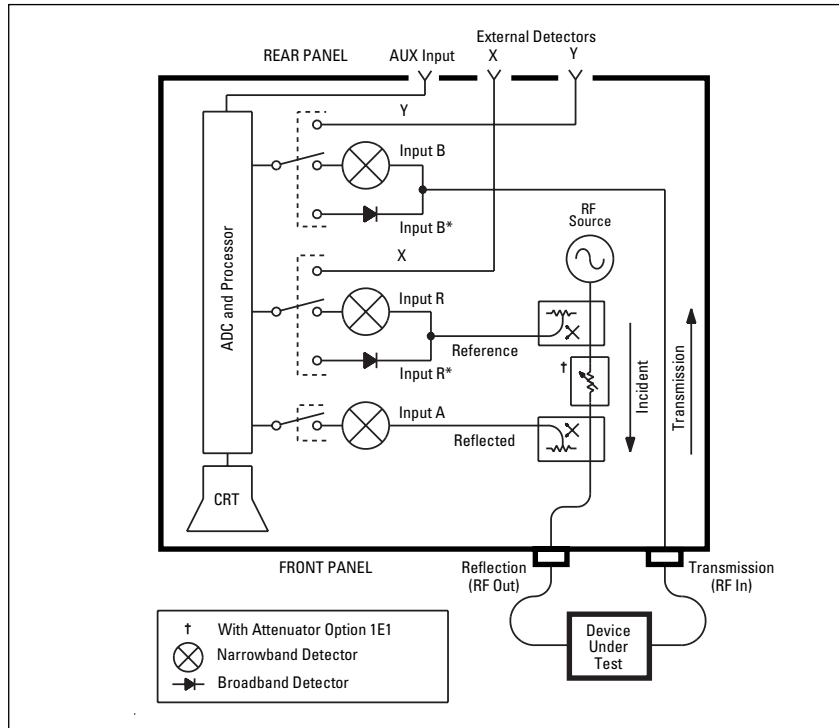 External Detectors
REAR PANEL AUX Input X Y
Y
Input B
Input B*
RF
Source
X
Input R
Reference
Input R*
†
Input A
Reflected
ADC and Processor
Incident
Transmission
CRT
FRONT PANEL
Reflection
(RF Out)
Transmission
(RF In)
Device
Under
Test
† With Attenuator Option 1E1
Narrowband Detector
Broadband Detector